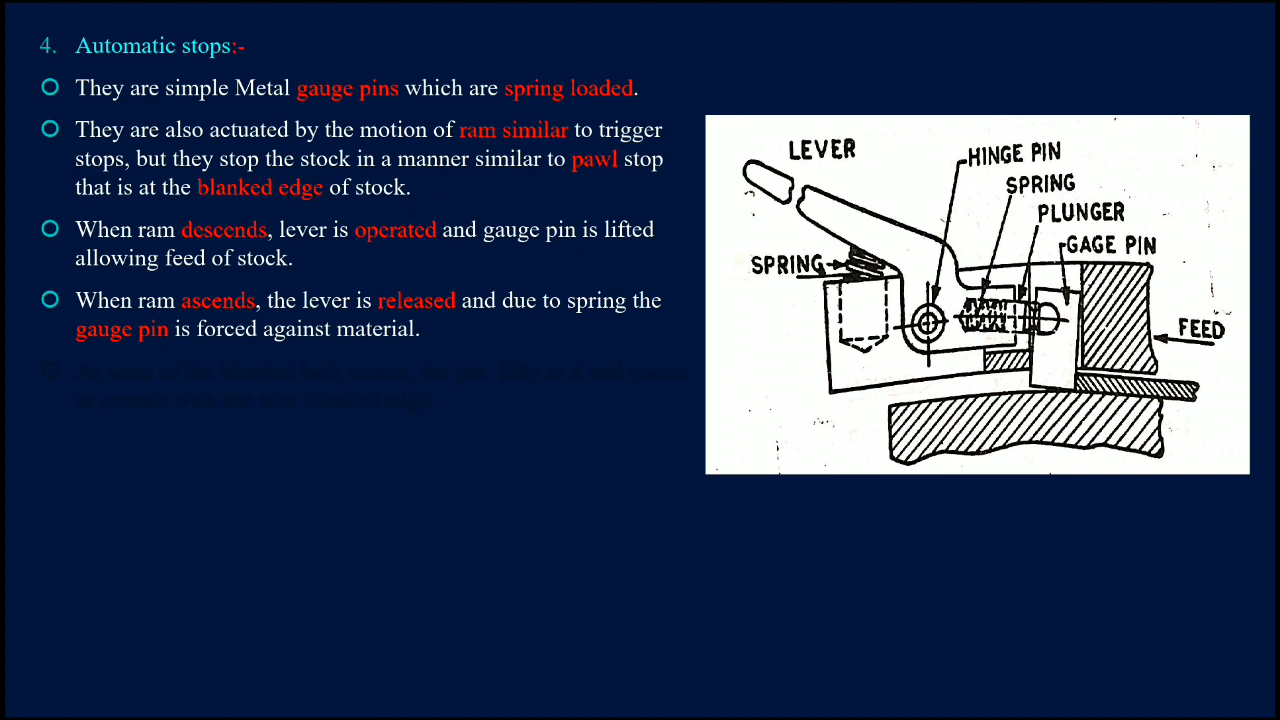 4. Automatic stops:-
They are simple Metal gauge pins which are spring loaded.
They are also actuated by the motion of ram similar to trigger
stops, but they stop the stock in a manner similar to pawl stop
that is at the blanked edge of stock.
When ram descends, lever is operated and gauge pin is lifted
allowing feed of stock.
When ram ascends, the lever is released and due to spring the
gauge pin is forced against material.
LEVER
HINGE PIN
SPRING
PLUNGER
GAGE PIN
SPRING
FEED